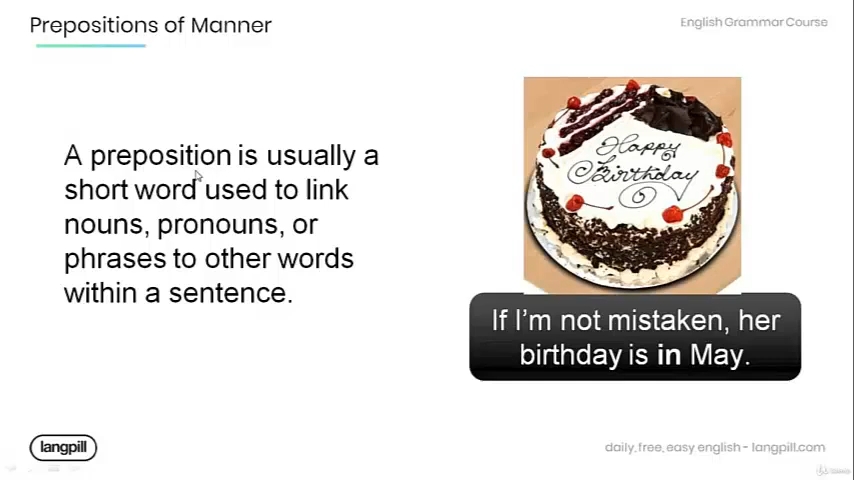 Prepositions of Manner
English Grammar Course
A preposition is usually a
short word used to link
nouns, pronouns, or
phrases to other words
within a sentence.
Happy
Birthday
If I'm not mistaken, her
birthday is in May.
langpill
daily, free, easy english - langpill.com